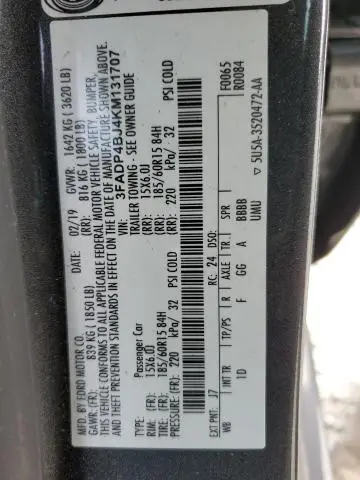 MFD. BY FORD MOTOR CO.
DATE: 02/19 GVWR: 1642 KG (3620 LB)
GAWR: (FR): 839 KG (1850 LB) (RR): 816 KG (1800 LB)
THIS VEHICLE CONFORMS TO ALL APPLICABLE FEDERAL MOTOR VEHICLE SAFETY, BUMPER,
AND THEFT PREVENTION STANDARDS IN EFFECT ON THE DATE OF MANUFACTURE SHOWN ABOVE
VIN: 3FADP4BJ4KM131707
TYPE: Passenger Car TRAILER TOWING - SEE OWNER GUIDE
RIM: (FR): 15X6.0J (RR): 15X6.0J
TIRES: (FR): 185/60R15 84H (RR): 185/60R15 84H
PRESSURE: (FR): 220 kPa/ 32 PSI COLD (RR): 220 kPa/ 32 PSI COLD
EXT PNT: J7 RC: 24 DSO: F0065
R0084
WB INT TR TP/PS R AXLE TR SPR
1D F GG A BBBB
UMU
5U5A-3520472-AA